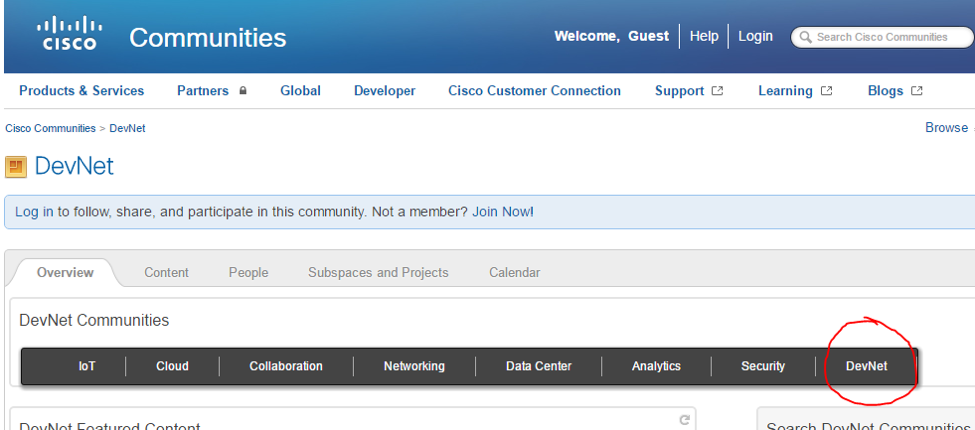 CISCO Communities Welcome, Guest Help Login Search Cisco Communities
Products & Services Partners Global Developer Cisco Customer Connection Support Learning Blogs
Cisco Communities > DevNet Browse
DevNet
Log in to follow, share, and participate in this community. Not a member? Join Now!
Overview Content People Subspaces and Projects Calendar
DevNet Communities
IoT Cloud Collaboration Networking Data Center Analytics Security DevNet
DevNet Featured Content Search DevNet Communities